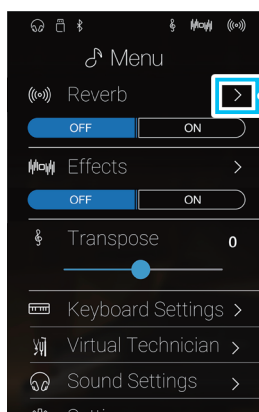 Menu
Reverb
OFF ON
Effects
OFF ON
Transpose 0
Keyboard Settings
Virtual Technician
Sound Settings